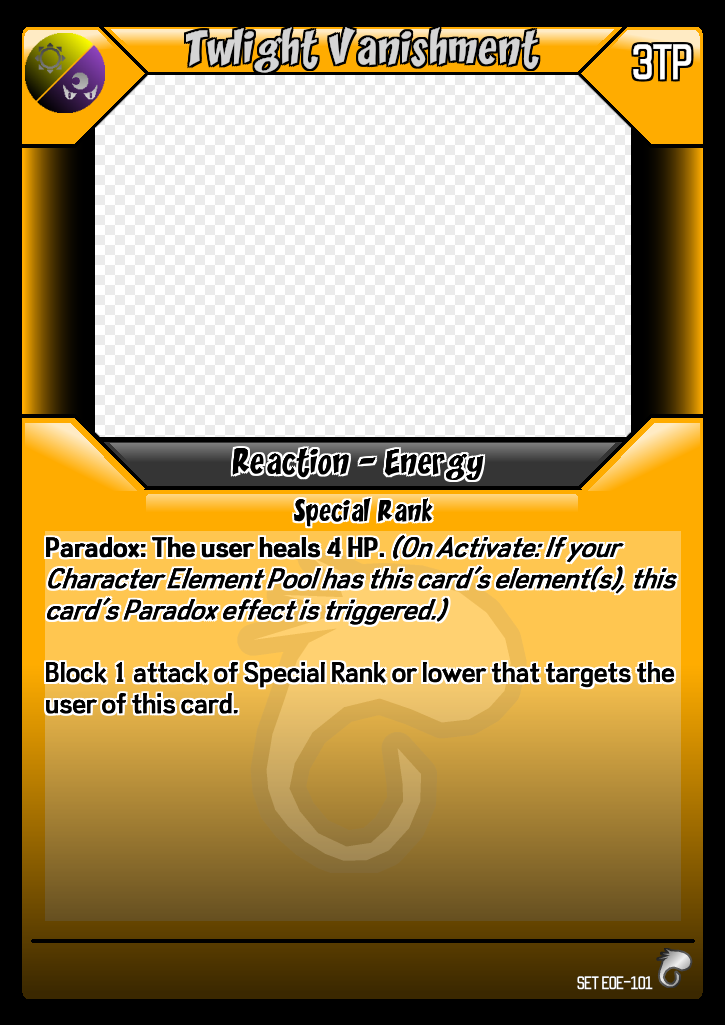 Twlight Vanishment
3TP
Reaction - Energy
Special Rank
Paradox: The user heals 4 HP. (On Activate: If your
Character Element Pool has this card's element(s), this
card's Paradox effect is triggered.)
Block 1 attack of Special Rank or lower that targets the
user of this card.
SET EOE-101